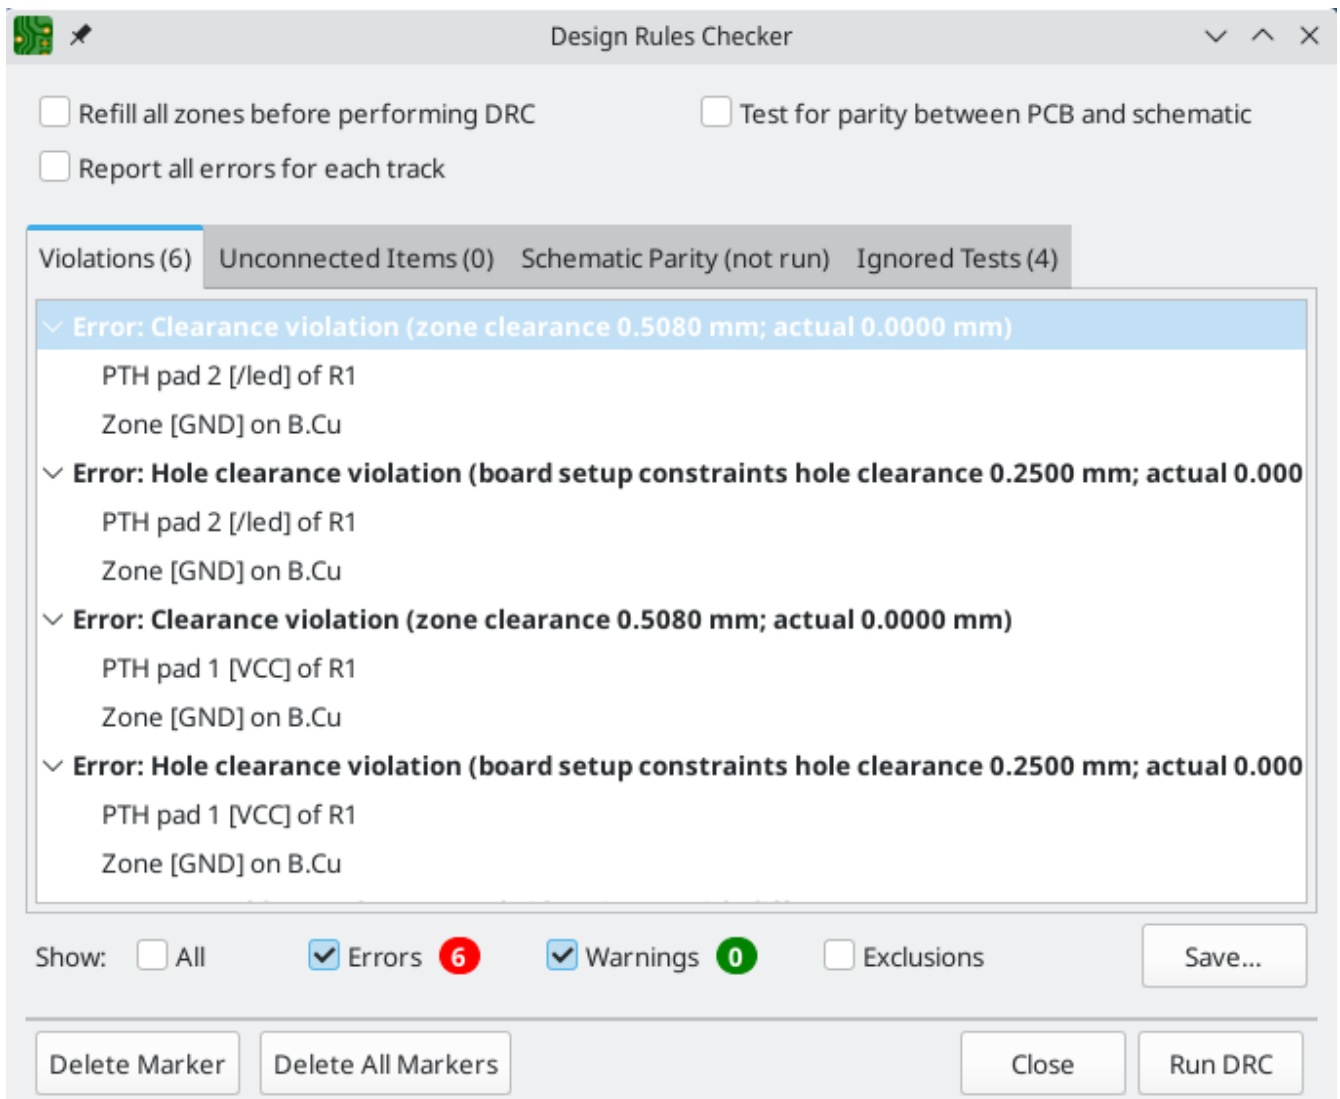 Design Rules Checker
Refill all zones before performing DRC
Test for parity between PCB and schematic
Report all errors for each track
Violations (6) Unconnected Items (0) Schematic Parity (not run) Ignored Tests (4)
Error: Clearance violation (zone clearance 0.5080 mm; actual 0.0000 mm)
PTH pad 2 [/led] of R1
Zone [GND] on B.Cu
Error: Hole clearance violation (board setup constraints hole clearance 0.2500 mm; actual 0.000
PTH pad 2 [/led] of R1
Zone [GND] on B.Cu
Error: Clearance violation (zone clearance 0.5080 mm; actual 0.0000 mm)
PTH pad 1 [VCC] of R1
Zone [GND] on B.Cu
Error: Hole clearance violation (board setup constraints hole clearance 0.2500 mm; actual 0.000
PTH pad 1 [VCC] of R1
Zone [GND] on B.Cu
Show: All Errors 6 Warnings 0 Exclusions Save...
Delete Marker Delete All Markers Close Run DRC